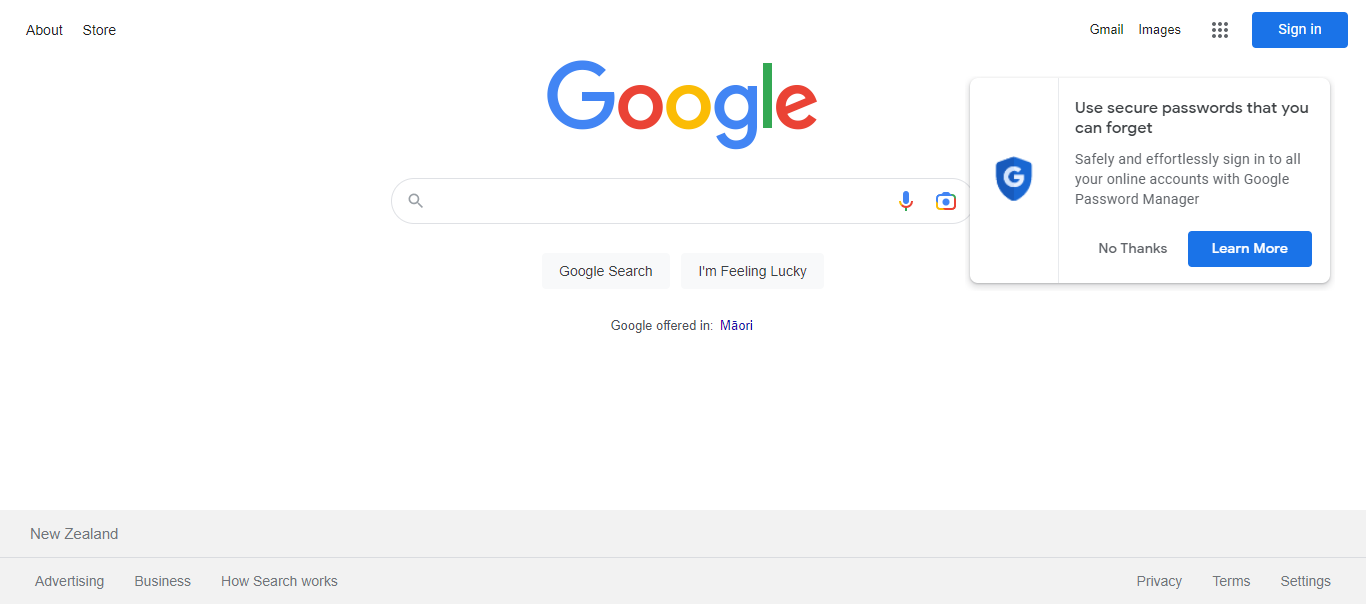 About Store
Gmail Images
Sign in
Google
Use secure passwords that you
can forget
Safely and effortlessly sign in to all
your online accounts with Google
Password Manager
No Thanks Learn More
G
Google Search I'm Feeling Lucky
Google offered in: Māori
New Zealand
Advertising Business How Search works
Privacy Terms Settings